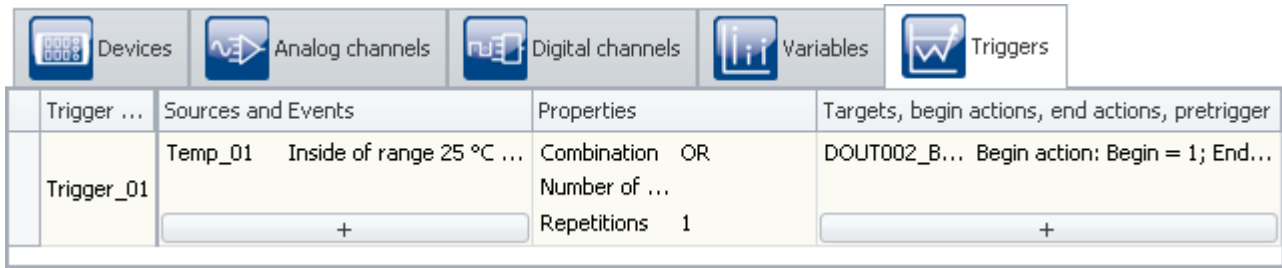 Devices Analog channels Digital channels Variables Triggers
Trigger ... Sources and Events Properties Targets, begin actions, end actions, pretrigger
Temp_01 Inside of range 25 °C ... Combination OR DOUT002_B... Begin action: Begin = 1; End...
Trigger_01 Number of ...
+ Repetitions 1 +